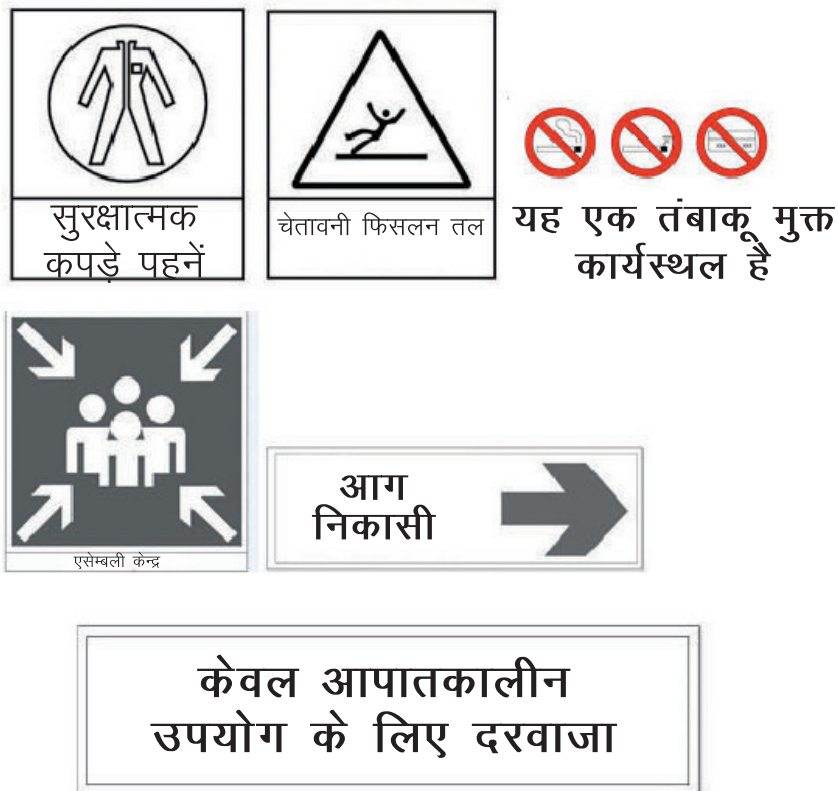 सुरक्षात्मक
कपड़े पहनें
चेतावनी फिसलन तल
यह एक तंबाकू मुक्त
कार्यस्थल है
एसेम्बली केन्द्र
आग
निकासी
केवल आपातकालीन
उपयोग के लिए दरवाजा